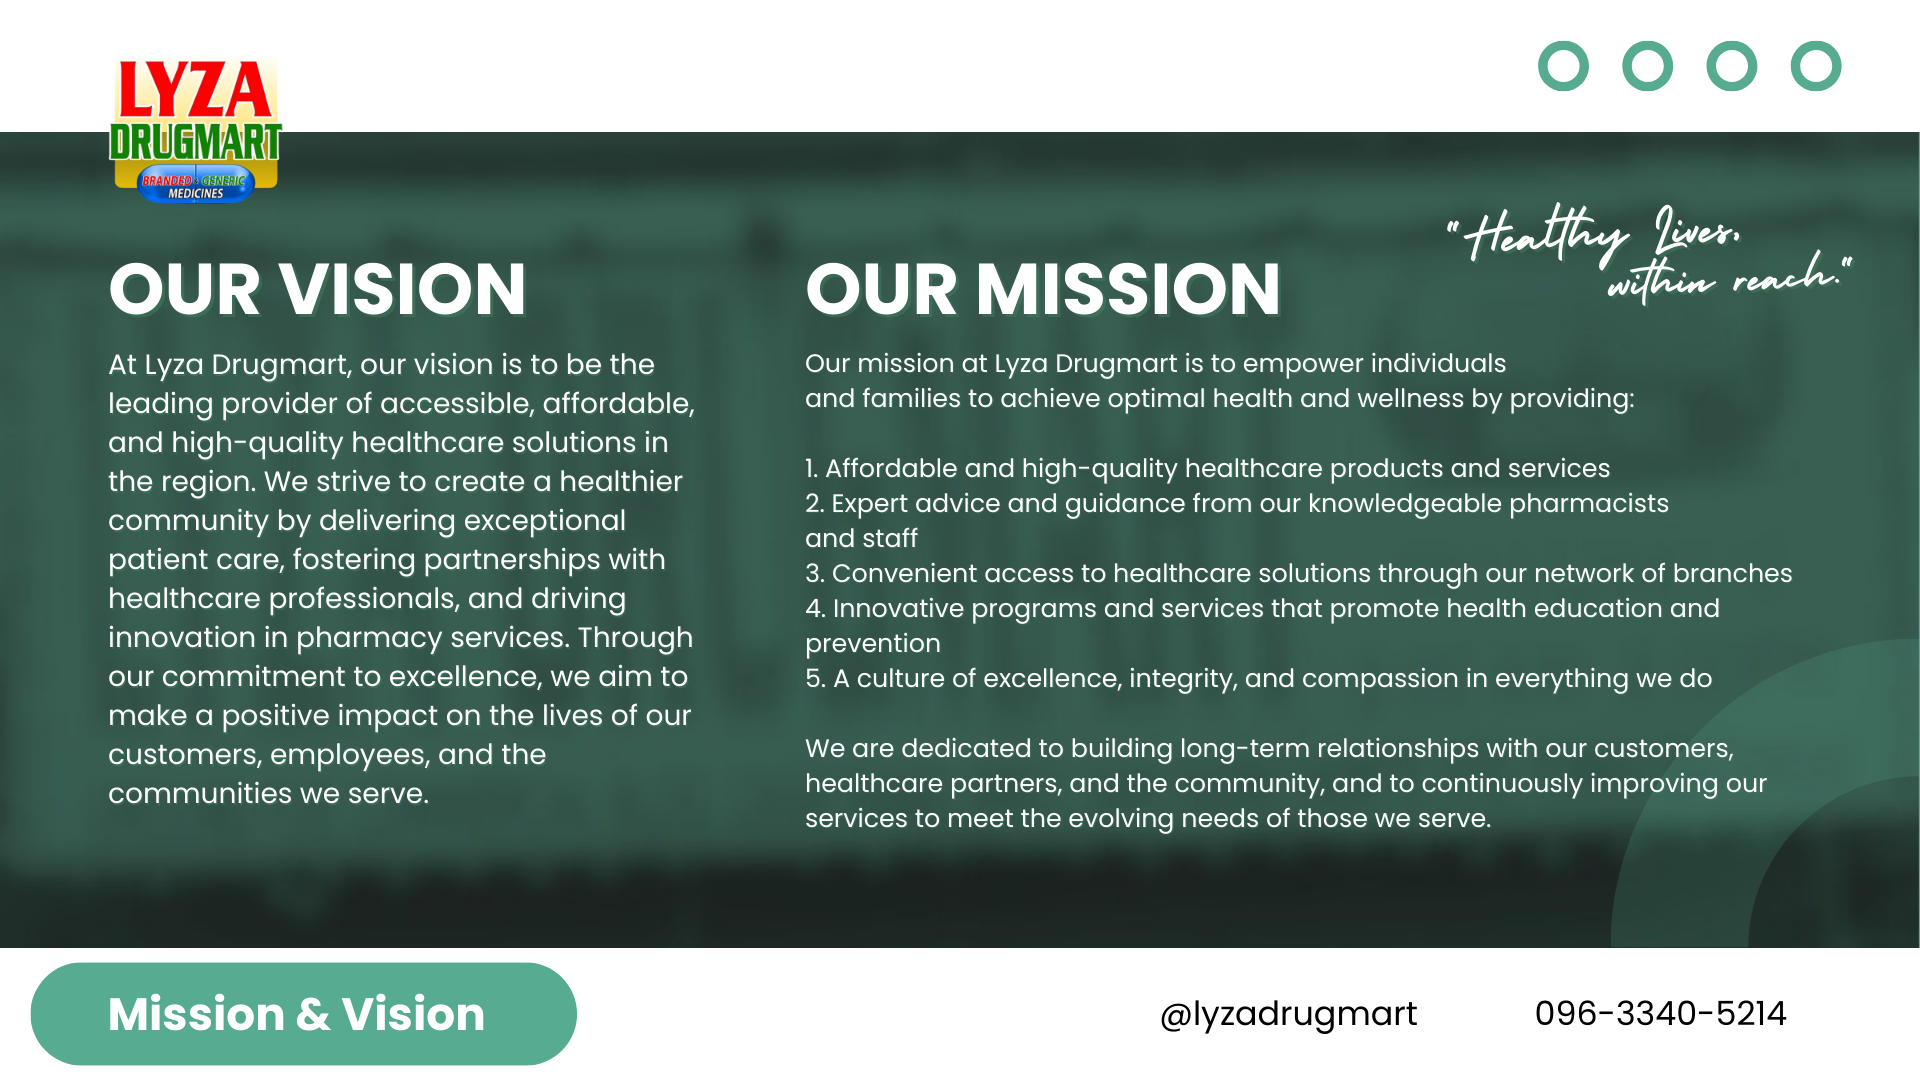 LYZA
DRUGMART
BRANDED & GENERIC
MEDICINES
"Healthy Lives,
within reach."
OUR VISION
At Lyza Drugmart, our vision is to be the
leading provider of accessible, affordable,
and high-quality healthcare solutions in
the region. We strive to create a healthier
community by delivering exceptional
patient care, fostering partnerships with
healthcare professionals, and driving
innovation in pharmacy services. Through
our commitment to excellence, we aim to
make a positive impact on the lives of our
customers, employees, and the
communities we serve.
OUR MISSION
Our mission at Lyza Drugmart is to empower individuals
and families to achieve optimal health and wellness by providing:
1. Affordable and high-quality healthcare products and services
2. Expert advice and guidance from our knowledgeable pharmacists
and staff
3. Convenient access to healthcare solutions through our network of branches
4. Innovative programs and services that promote health education and
prevention
5. A culture of excellence, integrity, and compassion in everything we do
We are dedicated to building long-term relationships with our customers,
healthcare partners, and the community, and to continuously improving our
services to meet the evolving needs of those we serve.
Mission & Vision
@lyzadrugmart
096-3340-5214